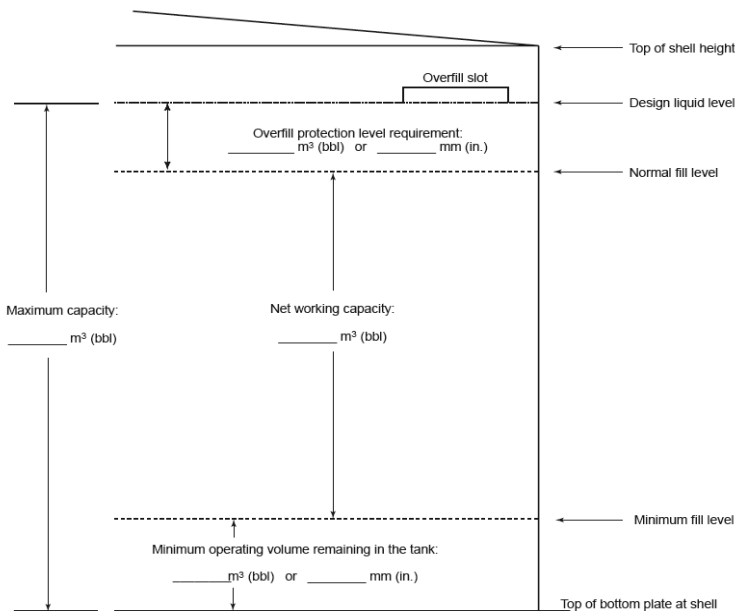 Top of shell height
Overfill slot
Design liquid level
Overfill protection level requirement:
________ m³ (bbl) or ________ mm (in.)
Normal fill level
Maximum capacity:
________ m³ (bbl)
Net working capacity:
________ m³ (bbl)
Minimum fill level
Minimum operating volume remaining in the tank:
________m³ (bbl) or ________ mm (in.)
Top of bottom plate at shell